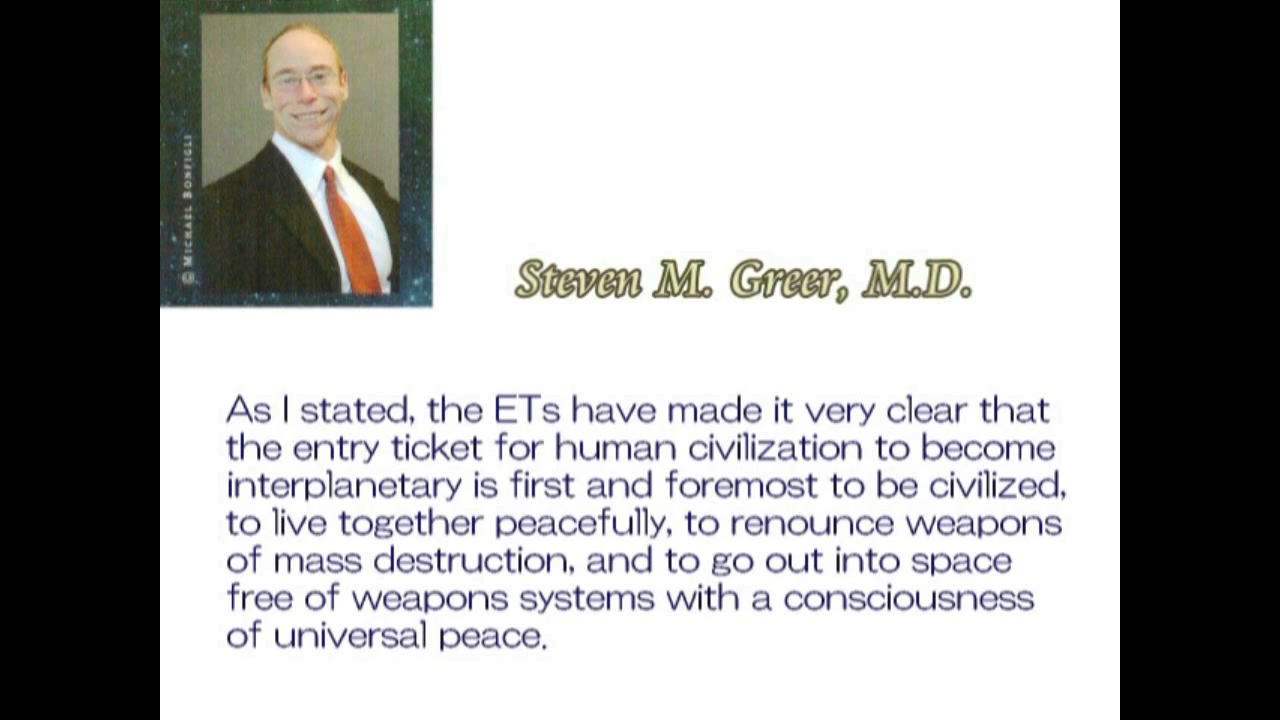 © MICHAEL BONFIGLI
Steven M. Greer, M.D.
As I stated, the ETs have made it very clear that
the entry ticket for human civilization to become
interplanetary is first and foremost to be civilized,
to live together peacefully, to renounce weapons
of mass destruction, and to go out into space
free of weapons systems with a consciousness
of universal peace.